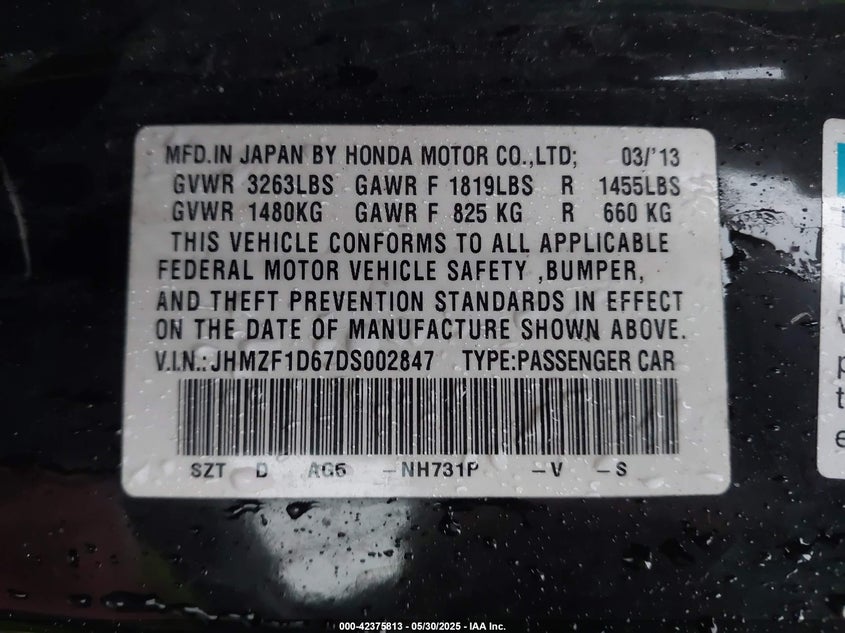 MFD.IN JAPAN BY HONDA MOTOR CO.,LTD; 03/'13
GVWR 3263LBS GAWR F 1819LBS R 1455LBS
GVWR 1480KG GAWR F 825 KG R 660 KG
THIS VEHICLE CONFORMS TO ALL APPLICABLE
FEDERAL MOTOR VEHICLE SAFETY ,BUMPER,
AND THEFT PREVENTION STANDARDS IN EFFECT
ON THE DATE OF MANUFACTURE SHOWN ABOVE.
V.I.N.: JHMZF1D67DS002847 TYPE:PASSENGER CAR
SZT D AG6 -NH731P -V -S
000-42375813 - 05/30/2025 - IAA Inc.